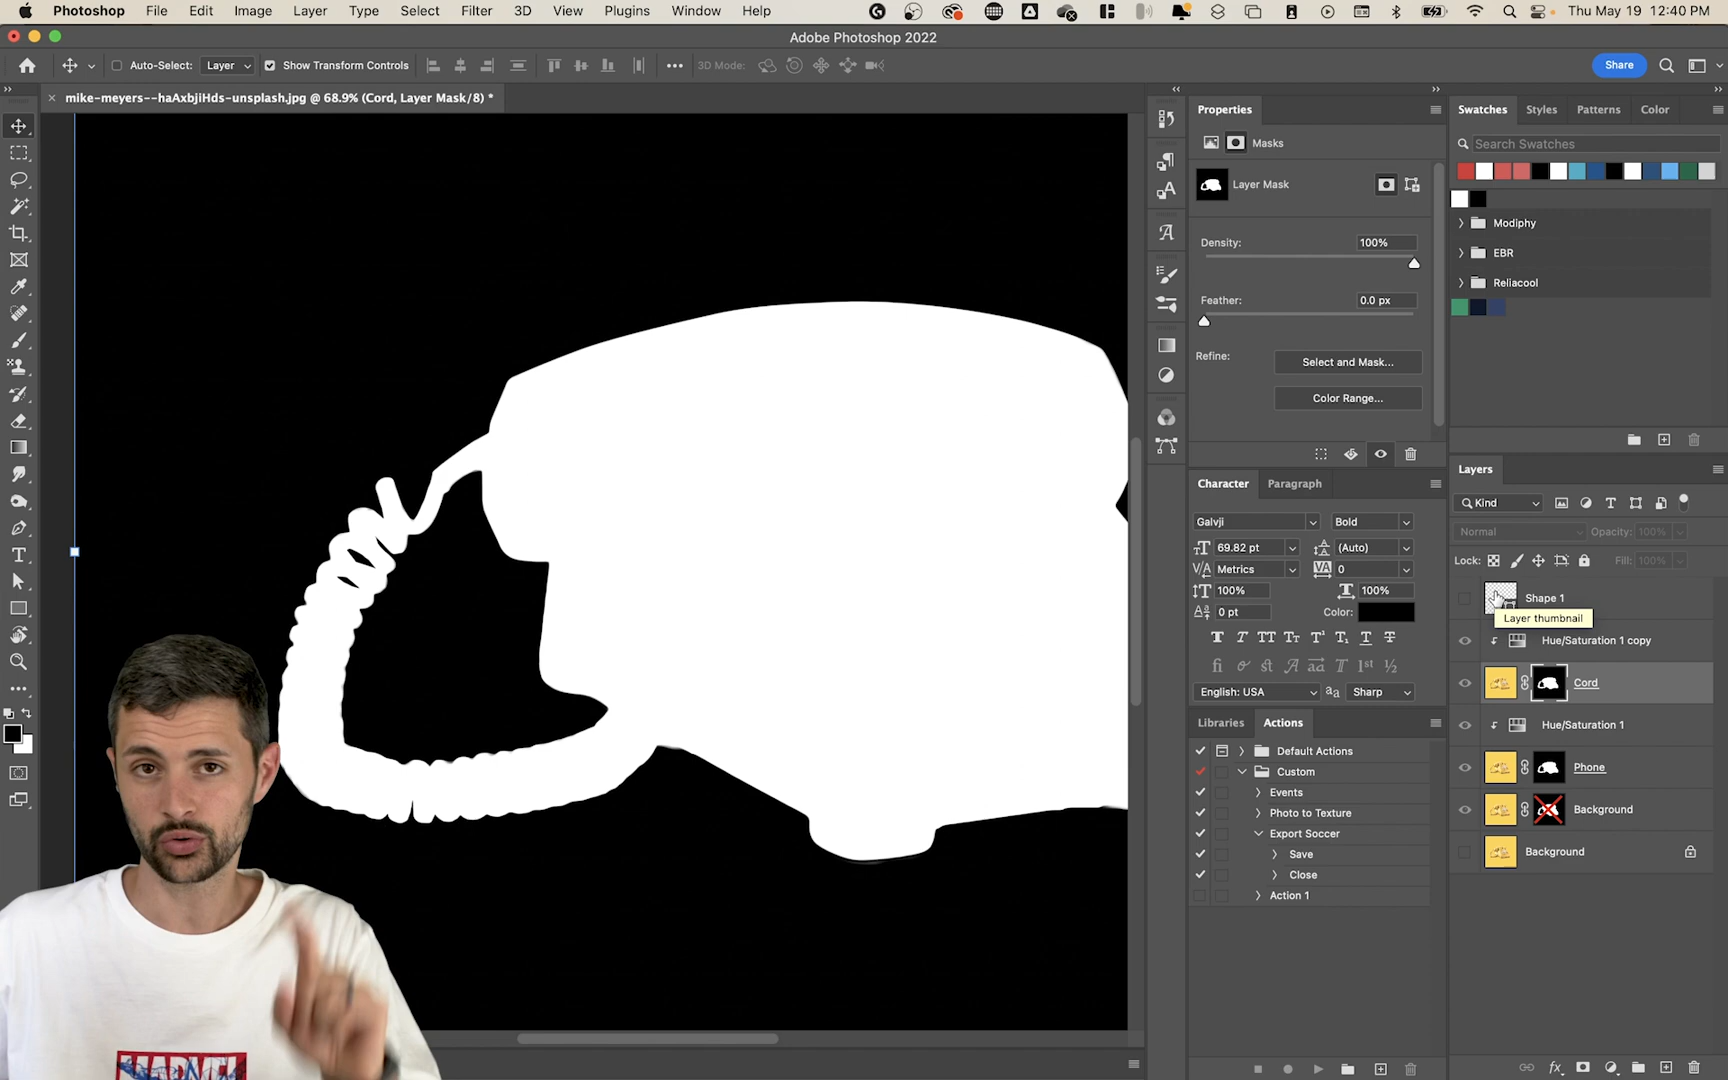 Photoshop File Edit Image Layer Type Select Filter 3D View Plugins Window Help Thu May 19 12:40 PM
Adobe Photoshop 2022
Auto-Select: Layer Show Transform Controls 3D Mode: Share
mike-meyers--haAxbjiHds-unsplash.jpg @ 68.9% (Cord, Layer Mask/8) *
Properties
Masks
Layer Mask
Density: 100%
Feather: 0.0 px
Refine: Select and Mask...
Color Range...
Character Paragraph
Galvji Bold
69.82 pt (Auto)
Metrics 0
100% 100%
0 pt Color:
English: USA Sharp
Libraries Actions
Default Actions
Custom
Events
Photo to Texture
Export Soccer
Save
Close
Action 1
Swatches Styles Patterns Color
Search Swatches
Modiphy
EBR
Reliacool
Layers
Kind
Normal Opacity: 100%
Lock: Fill: 100%
Shape 1
Layer thumbnail
Hue/Saturation 1 copy
Cord
Hue/Saturation 1
Phone
Background
Background
MARVEL